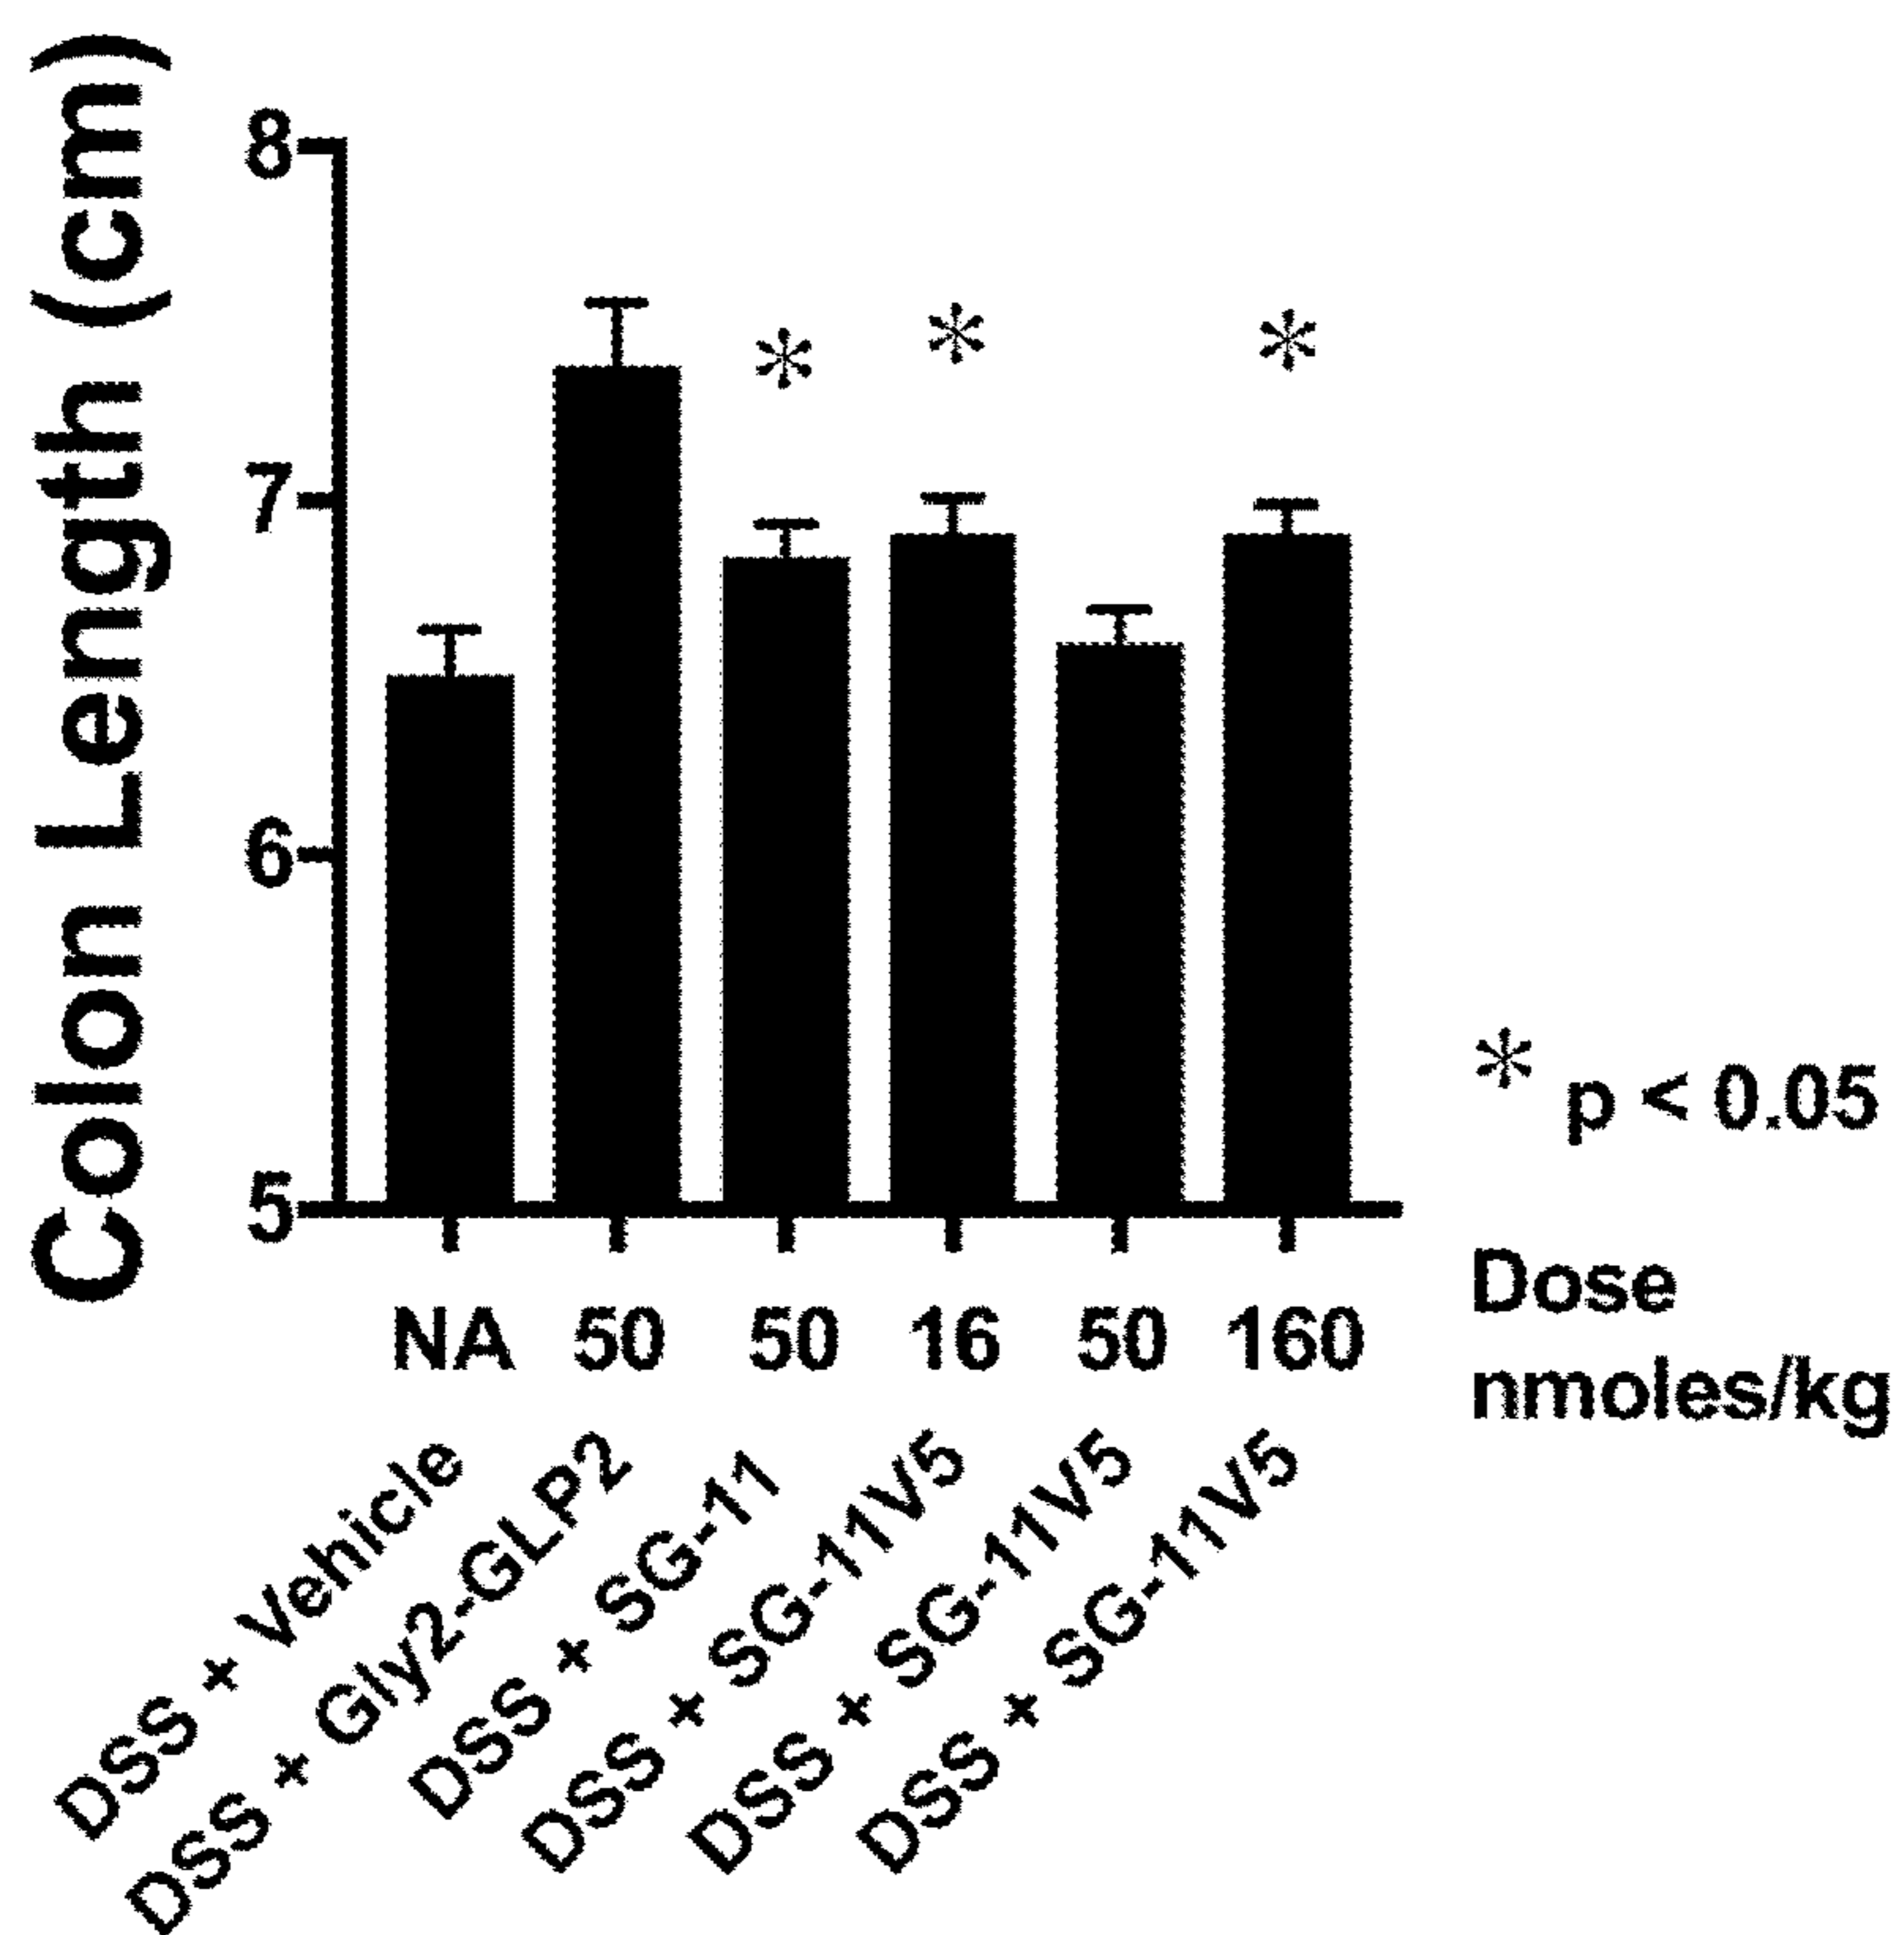 Colon Length (cm)
8
7
6
5
*
*
*
* p < 0.05
NA 50 50 16 50 160
Dose
nmoles/kg
DSS + Vehicle
DSS + Gly2-GLP2
DSS + SG-11
DSS + SG-11V5
DSS + SG-11V5
DSS + SG-11V5